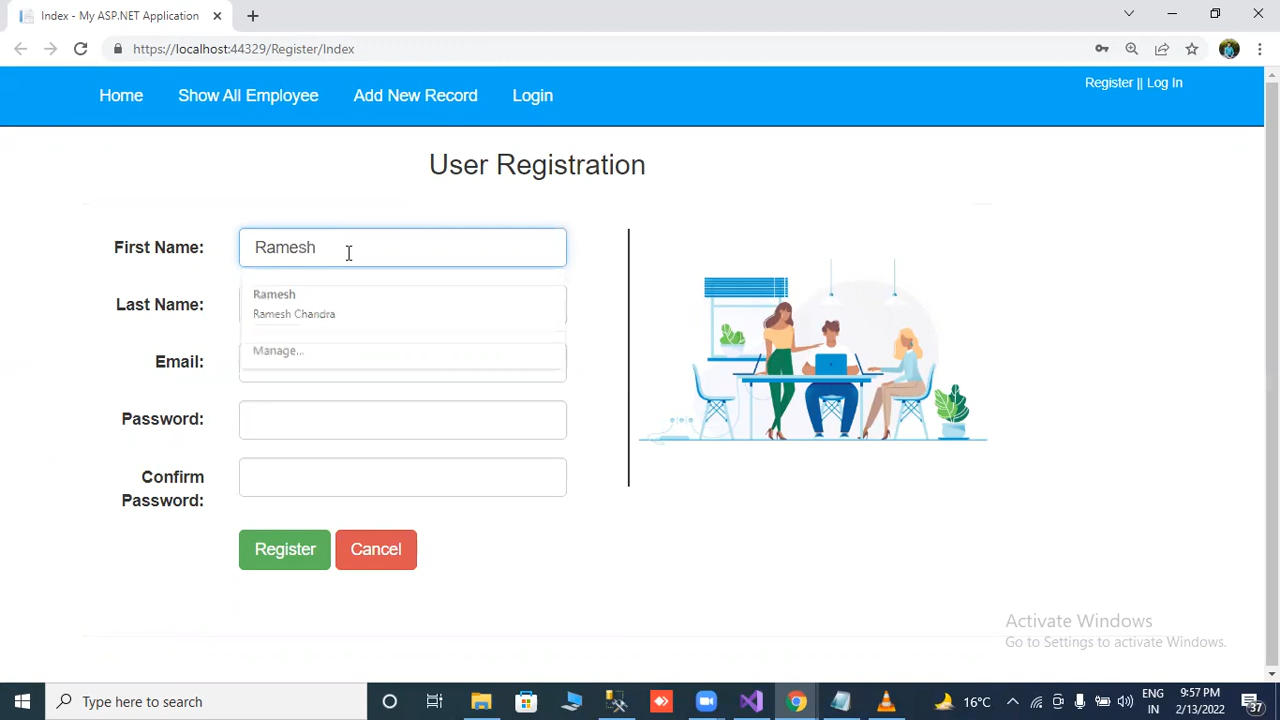 Index - My ASP.NET Application
https://localhost:44329/Register/Index
Register || Log In
Home Show All Employee Add New Record Login
User Registration
First Name: Ramesh
Ramesh
Last Name:
Ramesh Chandra
Manage...
Email:
Password:
Confirm
Password:
Register Cancel
Activate Windows
Go to Settings to activate Windows.
Type here to search
16°C
ENG
IN
9:57 PM
2/13/2022
37